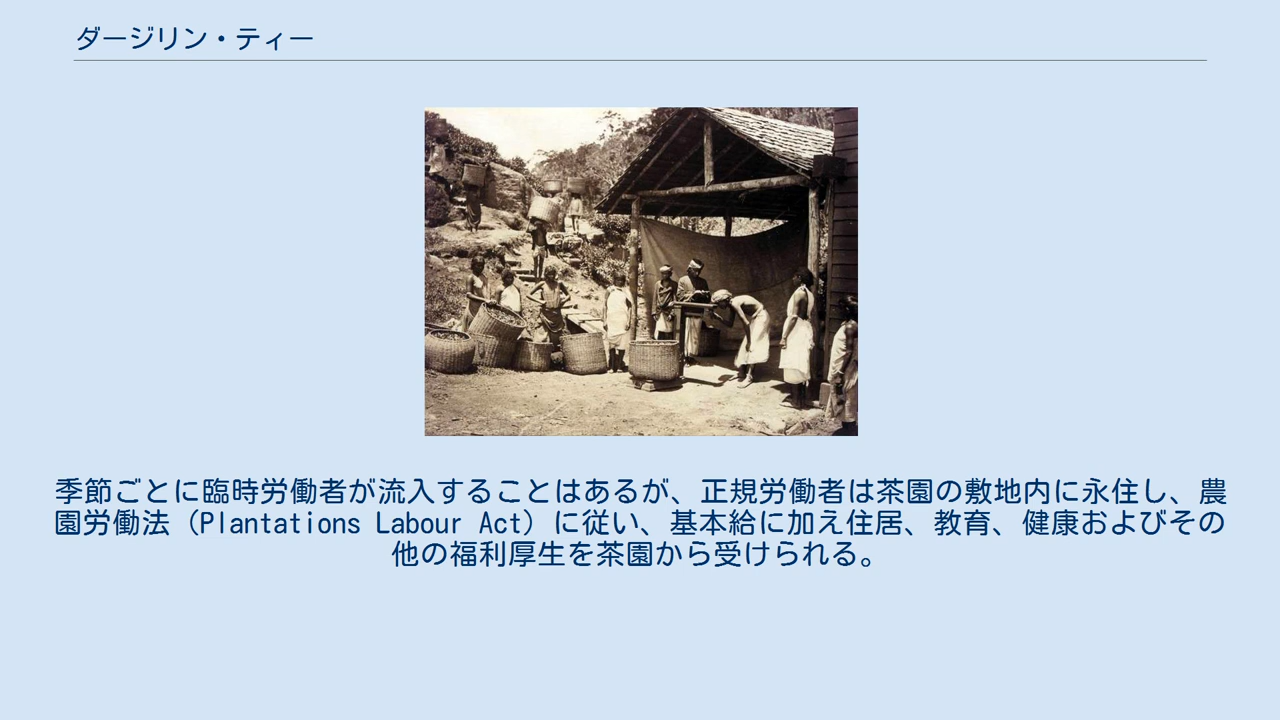 ダージリン・ティー
季節ごとに臨時労働者が流入することはあるが、正規労働者は茶園の敷地内に永住し、農
園労働法（Plantations Labour Act）に従い、基本給に加え住居、教育、健康およびその
他の福利厚生を茶園から受けられる。